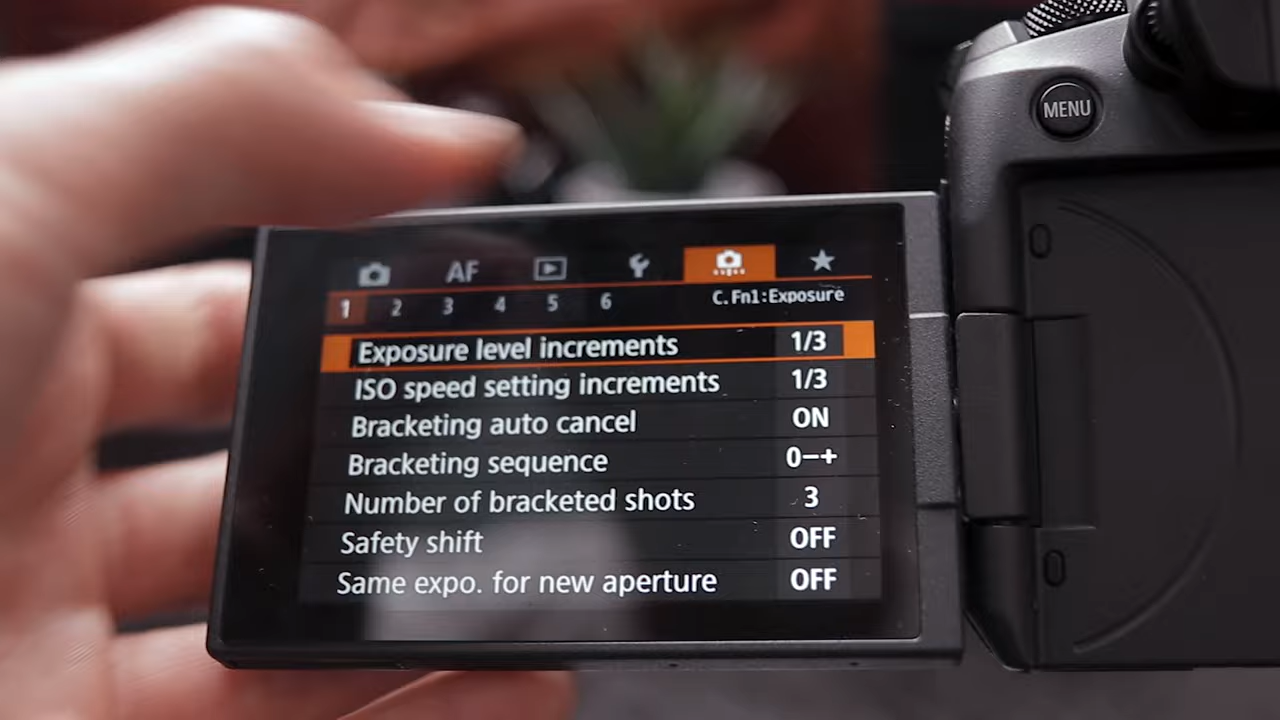 MENU
AF
1 2 3 4 5 6 C.Fn1:Exposure
Exposure level increments 1/3
ISO speed setting increments 1/3
Bracketing auto cancel ON
Bracketing sequence 0−+
Number of bracketed shots 3
Safety shift OFF
Same expo. for new aperture OFF